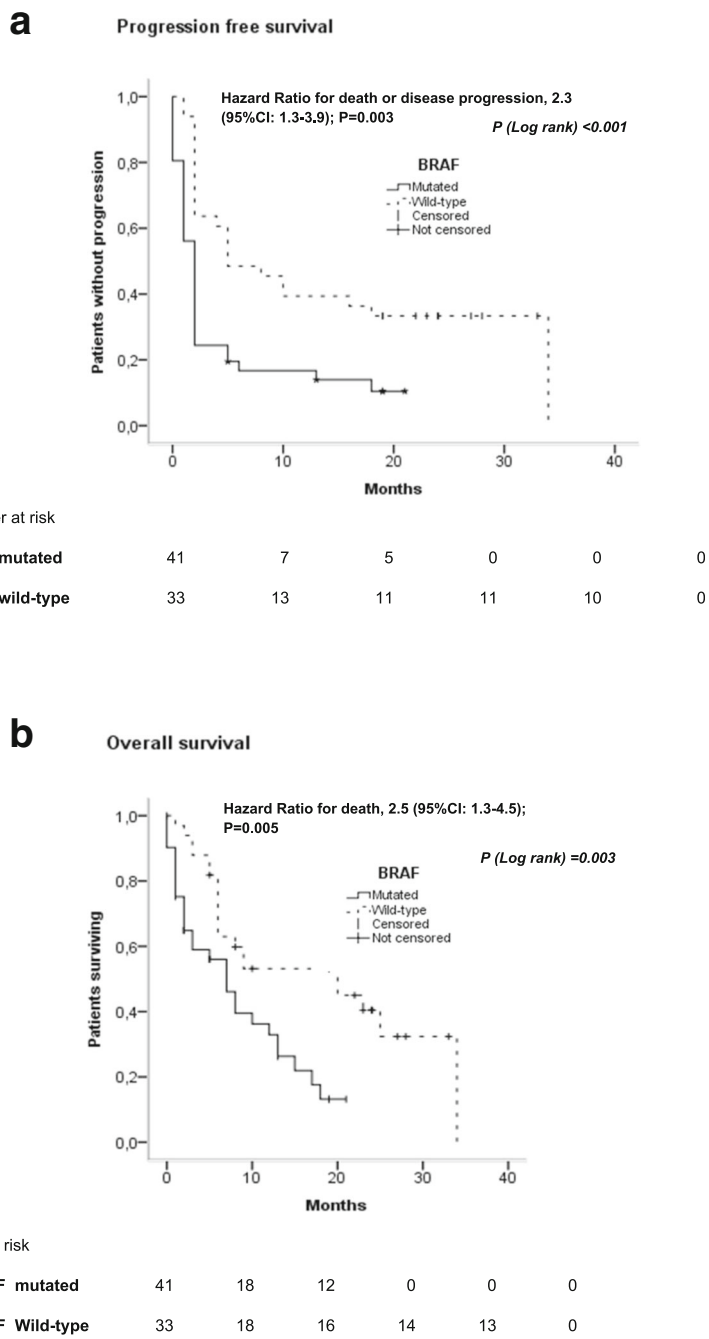 a
Progression free survival
Hazard Ratio for death or disease progression, 2.3
(95%CI: 1.3-3.9); P=0.003
P (Log rank) <0.001
BRAF
Mutated
Wild-type
Censored
Not censored
Patients without progression
1,0
0,8
0,6
0,4
0,2
0,0
0 10 20 30 40
Months
er at risk
mutated 41 7 5 0 0 0
wild-type 33 13 11 11 10 0
b
Overall survival
Hazard Ratio for death, 2.5 (95%CI: 1.3-4.5);
P=0.005
P (Log rank) =0.003
BRAF
Mutated
Wild-type
Censored
Not censored
Patients surviving
1,0
0,8
0,6
0,4
0,2
0,0
0 10 20 30 40
Months
risk
F mutated 41 18 12 0 0 0
F Wild-type 33 18 16 14 13 0